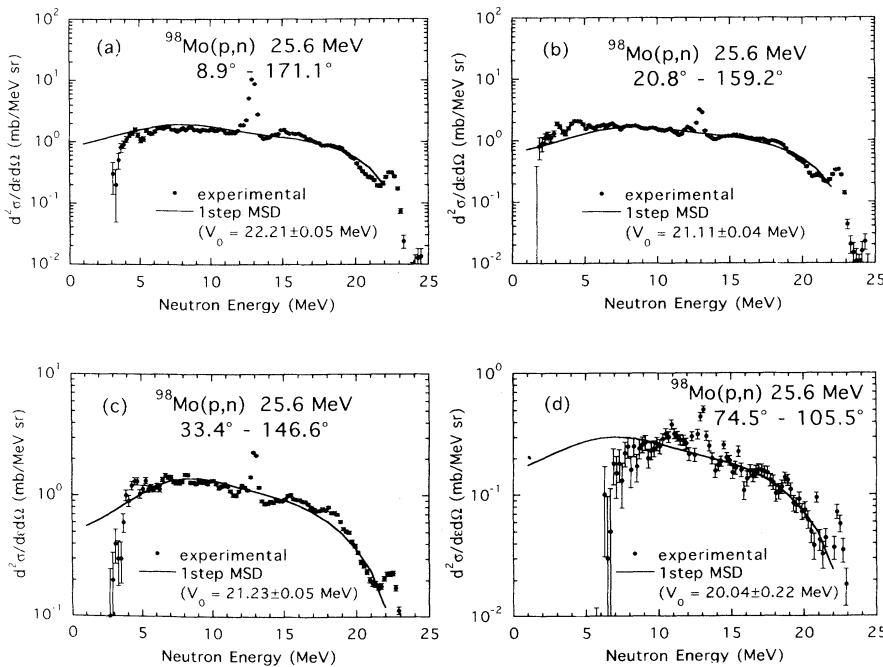 (a)
⁹⁸Mo(p,n) 25.6 MeV
8.9° - 171.1°
10²
10¹
10⁰
10⁻¹
10⁻²
d²σ/dεdΩ (mb/MeV sr)
experimental
1step MSD
(V₀ = 22.21±0.05 MeV)
0 5 10 15 20 25
Neutron Energy (MeV)
(b)
⁹⁸Mo(p,n) 25.6 MeV
20.8° - 159.2°
10²
10¹
10⁰
10⁻¹
10⁻²
d²σ/dεdΩ (mb/MeV sr)
experimental
1step MSD
(V₀ = 21.11±0.04 MeV)
0 5 10 15 20 25
Neutron Energy (MeV)
(c)
⁹⁸Mo(p,n) 25.6 MeV
33.4° - 146.6°
10¹
10⁰
10⁻¹
d²σ/dεdΩ (mb/MeV sr)
experimental
1step MSD
(V₀ = 21.23±0.05 MeV)
0 5 10 15 20 25
Neutron Energy (MeV)
(d)
⁹⁸Mo(p,n) 25.6 MeV
74.5° - 105.5°
10⁰
10⁻¹
10⁻²
d²σ/dεdΩ (mb/MeV sr)
experimental
1step MSD
(V₀ = 20.04±0.22 MeV)
0 5 10 15 20 25
Neutron Energy (MeV)